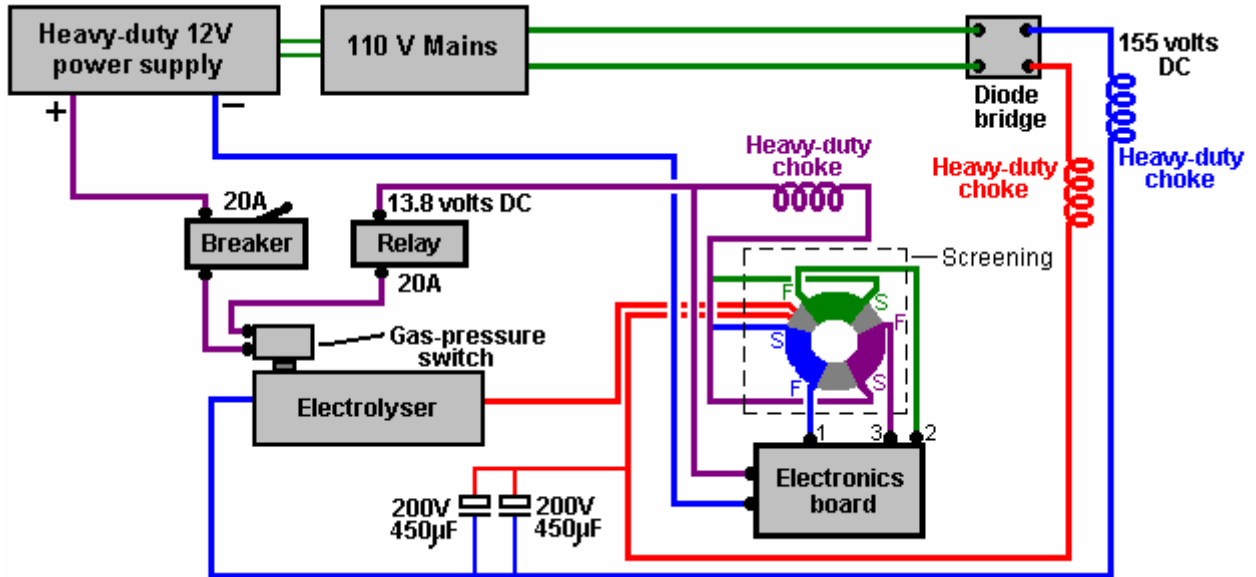 Heavy-duty 12V
power supply
110 V Mains
155 volts
DC
Diode
bridge
+
−
Heavy-duty
choke
Heavy-duty
choke
Heavy-duty
choke
20A
13.8 volts DC
Breaker
Relay
20A
Screening
F
S
F
S
F
S
Gas-pressure
switch
Electrolyser
1
3
2
Electronics
board
200V
450µF
200V
450µF